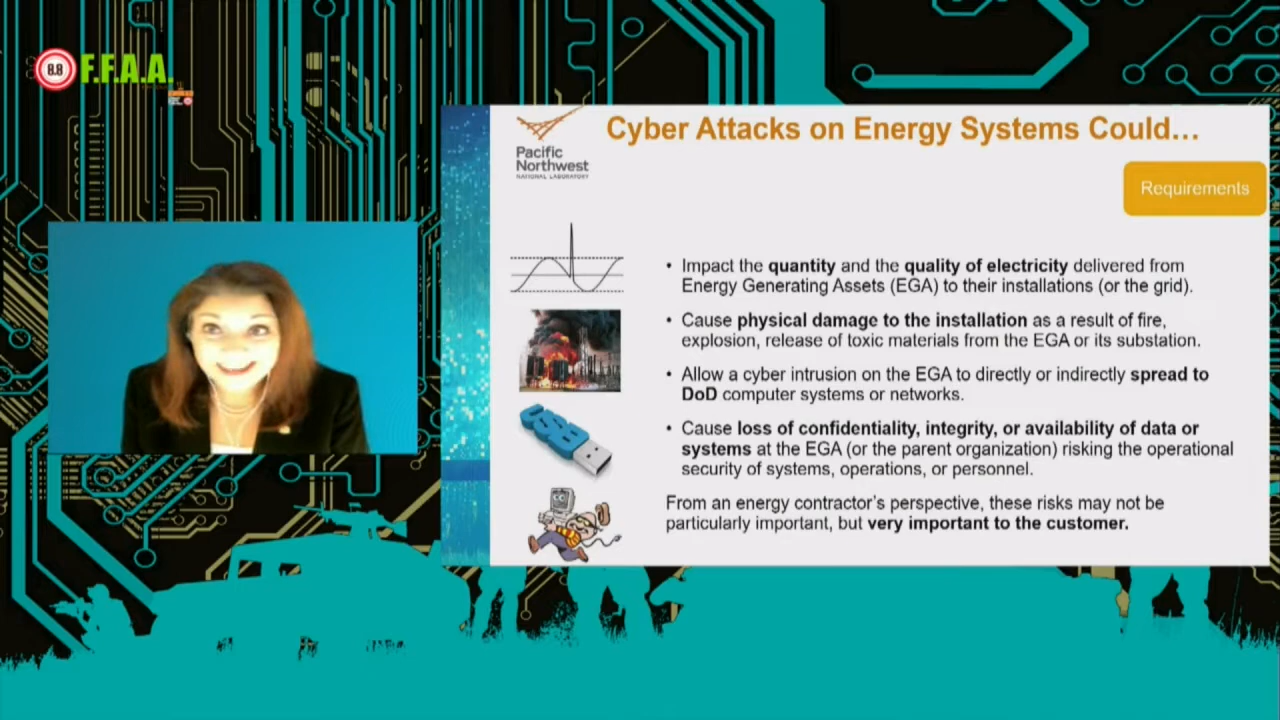 8.8
F.F.A.A.
Pacific
Northwest
NATIONAL LABORATORY
Cyber Attacks on Energy Systems Could...
Requirements
• Impact the quantity and the quality of electricity delivered from
Energy Generating Assets (EGA) to their installations (or the grid).
• Cause physical damage to the installation as a result of fire,
explosion, release of toxic materials from the EGA or its substation.
• Allow a cyber intrusion on the EGA to directly or indirectly spread to
DoD computer systems or networks.
USB
• Cause loss of confidentiality, integrity, or availability of data or
systems at the EGA (or the parent organization) risking the operational
security of systems, operations, or personnel.
From an energy contractor's perspective, these risks may not be
particularly important, but very important to the customer.